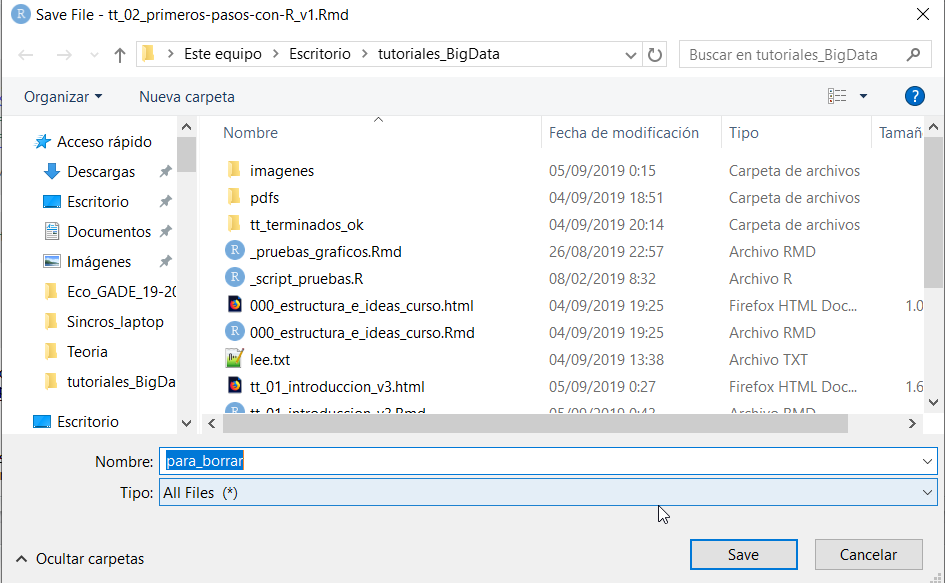 Save File - tt_02_primeros-pasos-con-R_v1.Rmd
Este equipo > Escritorio > tutoriales_BigData
Buscar en tutoriales_BigData
Organizar
Nueva carpeta
?
Acceso rápido
Descargas
Escritorio
Documentos
Imágenes
Eco_GADE_19-20
Sincros_laptop
Teoria
tutoriales_BigDa
Escritorio
Nombre Fecha de modificación Tipo Tamañ
imagenes 05/09/2019 0:15 Carpeta de archivos
pdfs 04/09/2019 18:51 Carpeta de archivos
tt_terminados_ok 04/09/2019 20:14 Carpeta de archivos
_pruebas_graficos.Rmd 26/08/2019 22:57 Archivo RMD
_script_pruebas.R 08/02/2019 8:32 Archivo R
000_estructura_e_ideas_curso.html 04/09/2019 19:25 Firefox HTML Doc... 1.0
000_estructura_e_ideas_curso.Rmd 04/09/2019 19:25 Archivo RMD
lee.txt 04/09/2019 13:38 Archivo TXT
tt_01_introduccion_v3.html 05/09/2019 0:27 Firefox HTML Doc... 1.6
tt_01_introduccion_v3.Rmd 05/09/2019 0:43 Archivo RMD
Nombre: para_borrar
Tipo: All Files (*)
Ocultar carpetas
Save
Cancelar